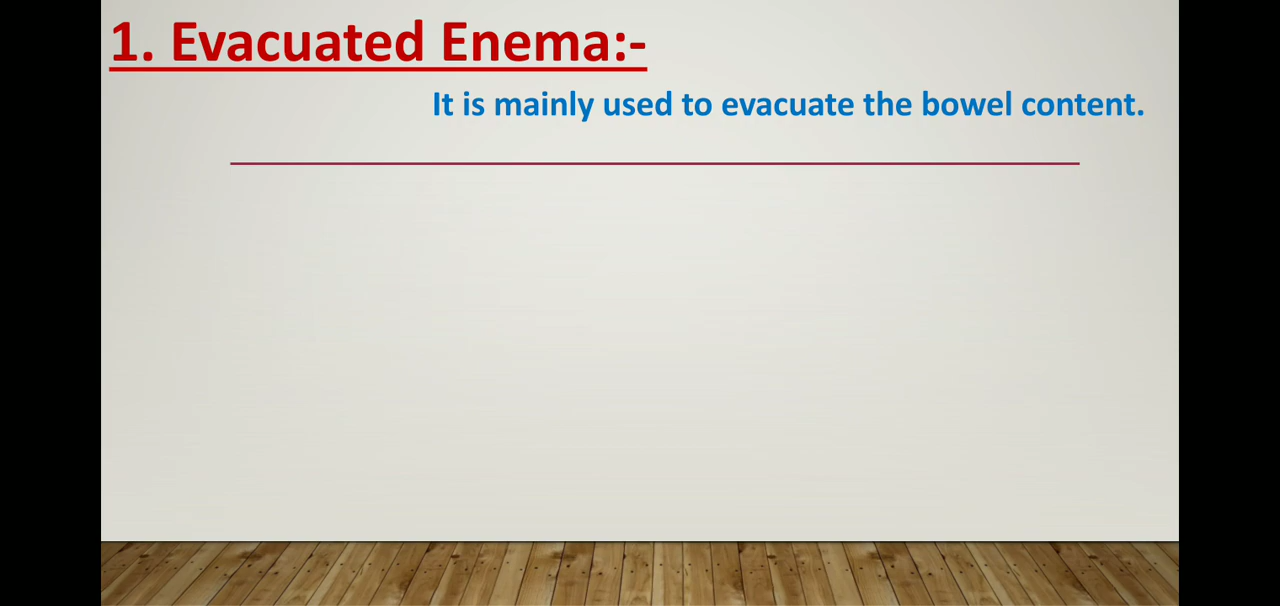 1. Evacuated Enema:-
It is mainly used to evacuate the bowel content.